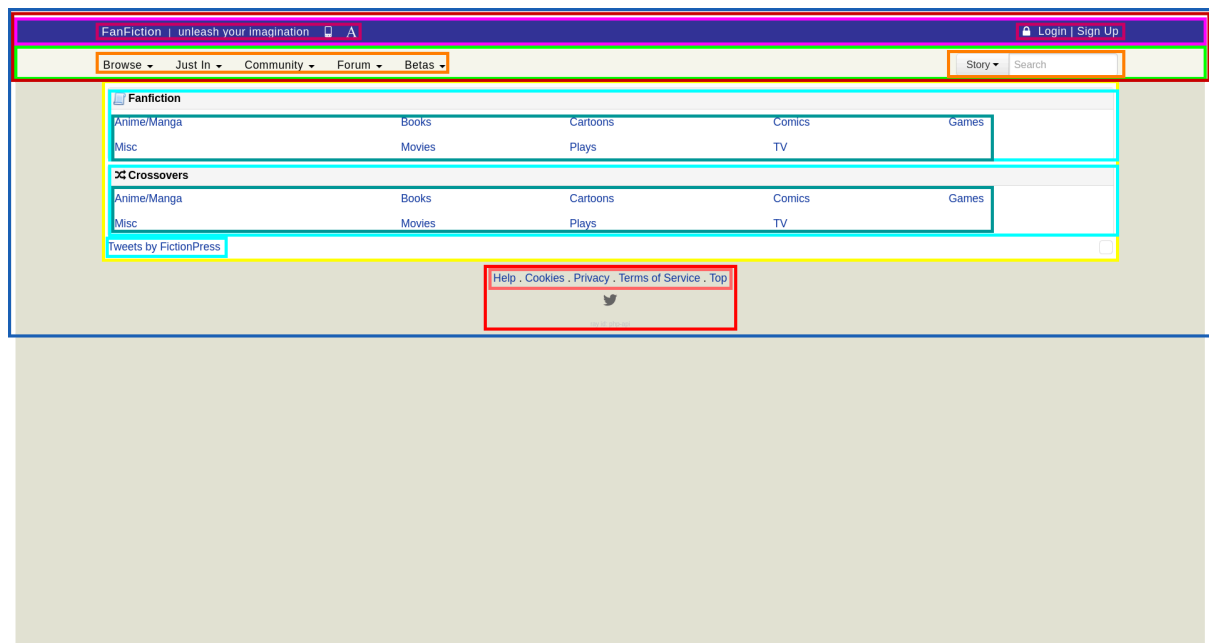 FanFiction | unleash your imagination A Login | Sign Up
Browse Just In Community Forum Betas Story Search
Fanfiction
Anime/Manga Books Cartoons Comics Games
Misc Movies Plays TV
Crossovers
Anime/Manga Books Cartoons Comics Games
Misc Movies Plays TV
Tweets by FictionPress
Help . Cookies . Privacy . Terms of Service . Top